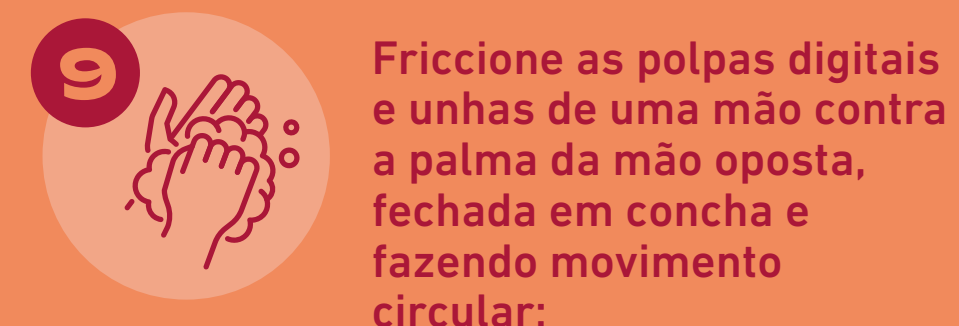 9
Friccione as polpas digitais
e unhas de uma mão contra
a palma da mão oposta,
fechada em concha e
fazendo movimento
circular;